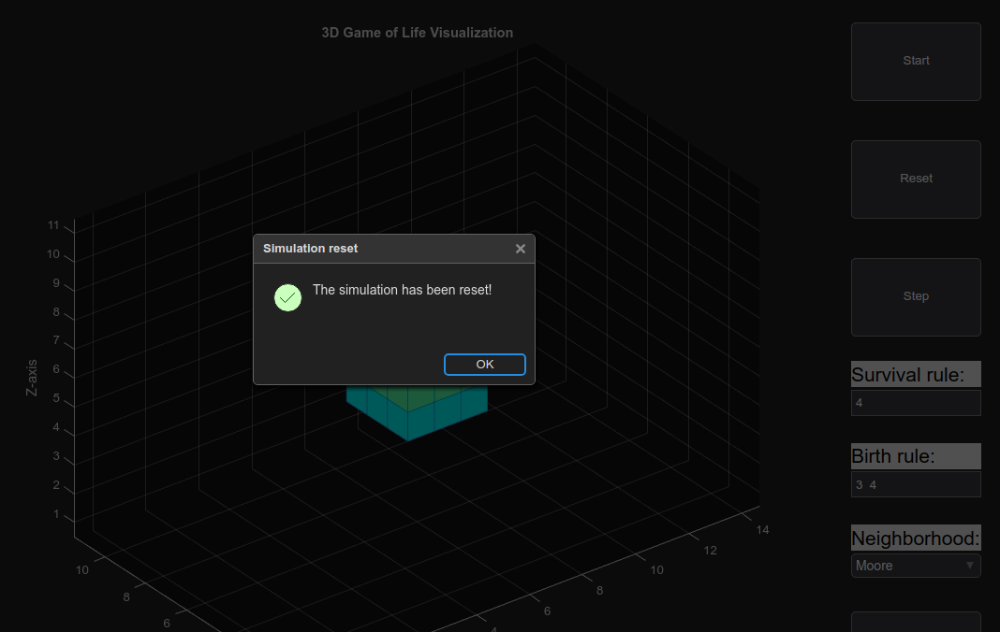 3D Game of Life Visualization
Start
Reset
Step
Simulation reset
The simulation has been reset!
OK
Survival rule:
4
Birth rule:
3 4
Neighborhood:
Moore
Z-axis
11
10
9
8
7
6
5
4
3
2
1
10
8
6
4
6
8
10
12
14